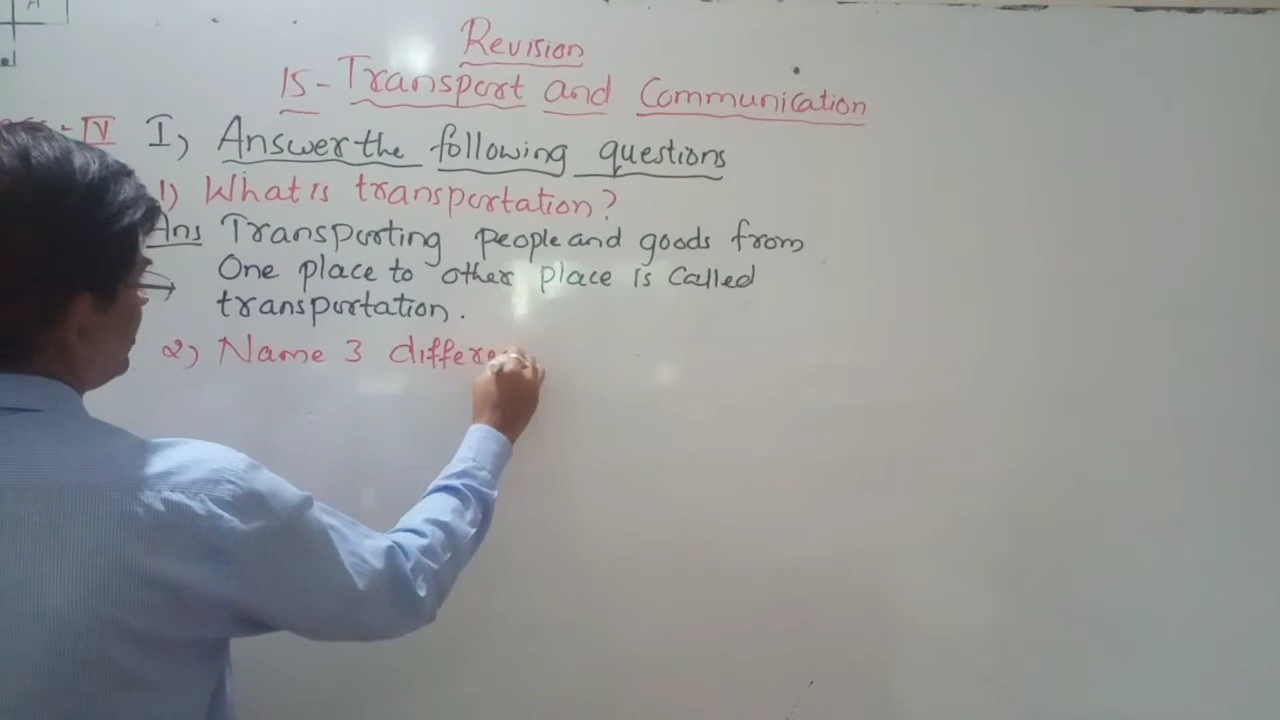 Revision
15- Transport and Communication
-IV I) Answer the following questions
1) What is transportation?
Ans Transporting people and goods from
One place to other place is called
transportation.
2) Name 3 differe